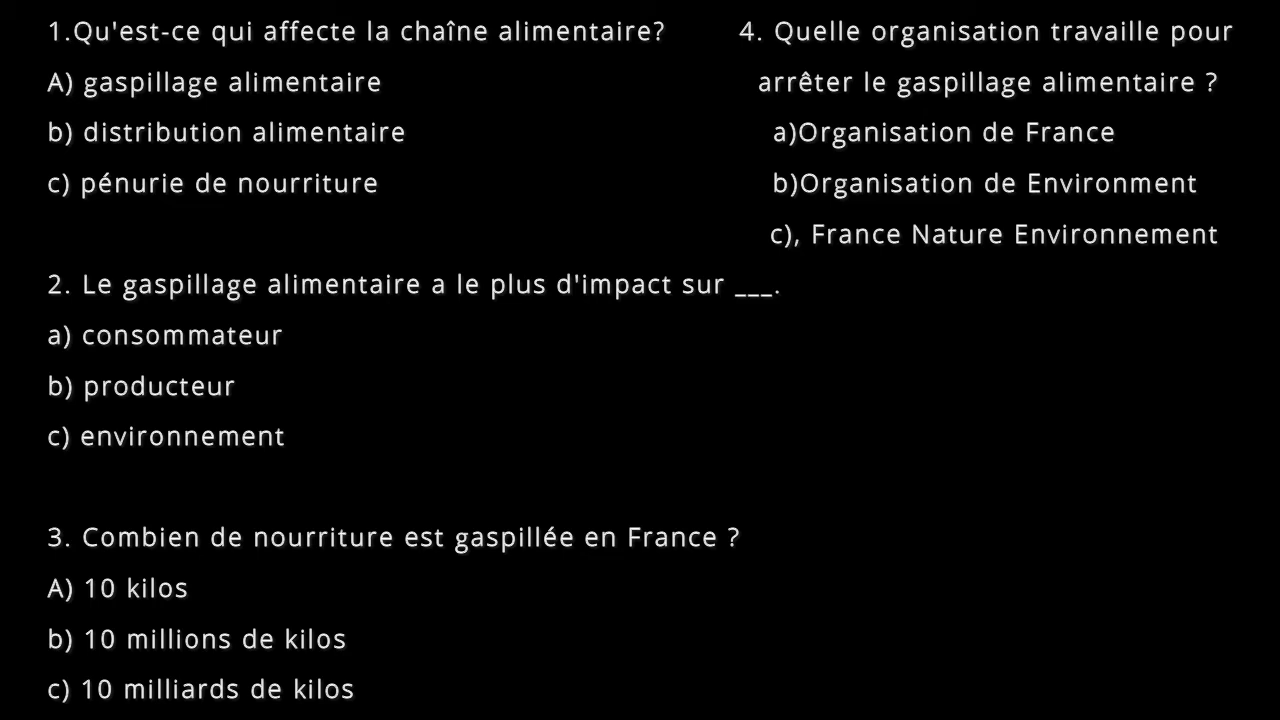 1.Qu'est-ce qui affecte la chaîne alimentaire?
A) gaspillage alimentaire
b) distribution alimentaire
c) pénurie de nourriture
2. Le gaspillage alimentaire a le plus d'impact sur ___.
a) consommateur
b) producteur
c) environnement
3. Combien de nourriture est gaspillée en France ?
A) 10 kilos
b) 10 millions de kilos
c) 10 milliards de kilos
4. Quelle organisation travaille pour
arrêter le gaspillage alimentaire ?
a)Organisation de France
b)Organisation de Environment
c), France Nature Environnement